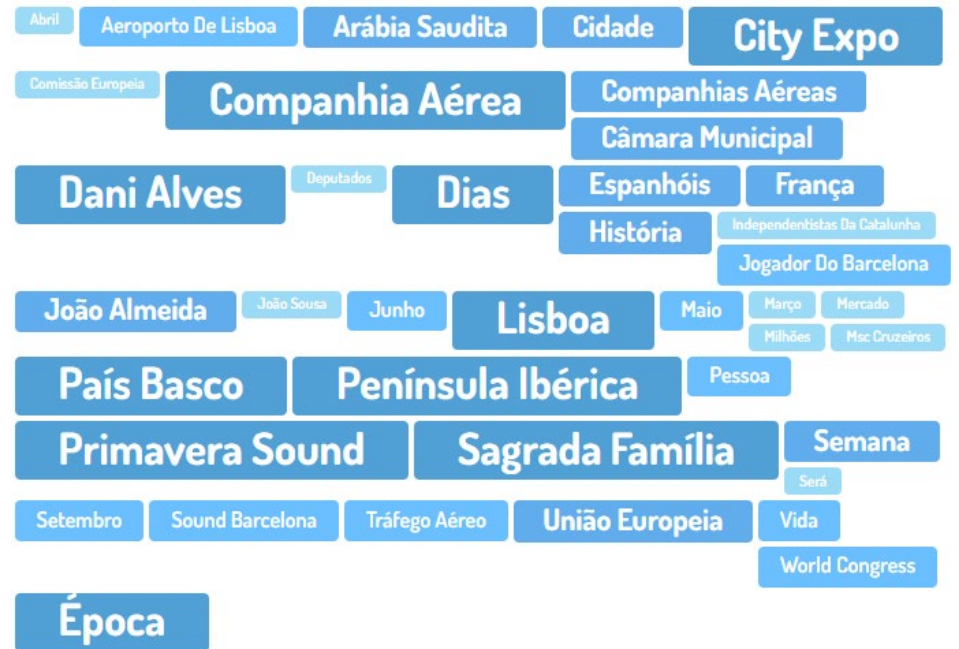 Abril Aeroporto De Lisboa Arábia Saudita Cidade City Expo
Comissão Europeia Companhia Aérea Companhias Aéreas
Câmara Municipal
Dani Alves Deputados Dias Espanhóis França
História Independentistas Da Catalunha
Jogador Do Barcelona
João Almeida João Sousa Junho Lisboa Maio Março Mercado
Milhões Msc Cruzeiros
País Basco Península Ibérica Pessoa
Primavera Sound Sagrada Família Semana
Será
Setembro Sound Barcelona Tráfego Aéreo União Europeia Vida
World Congress
Época